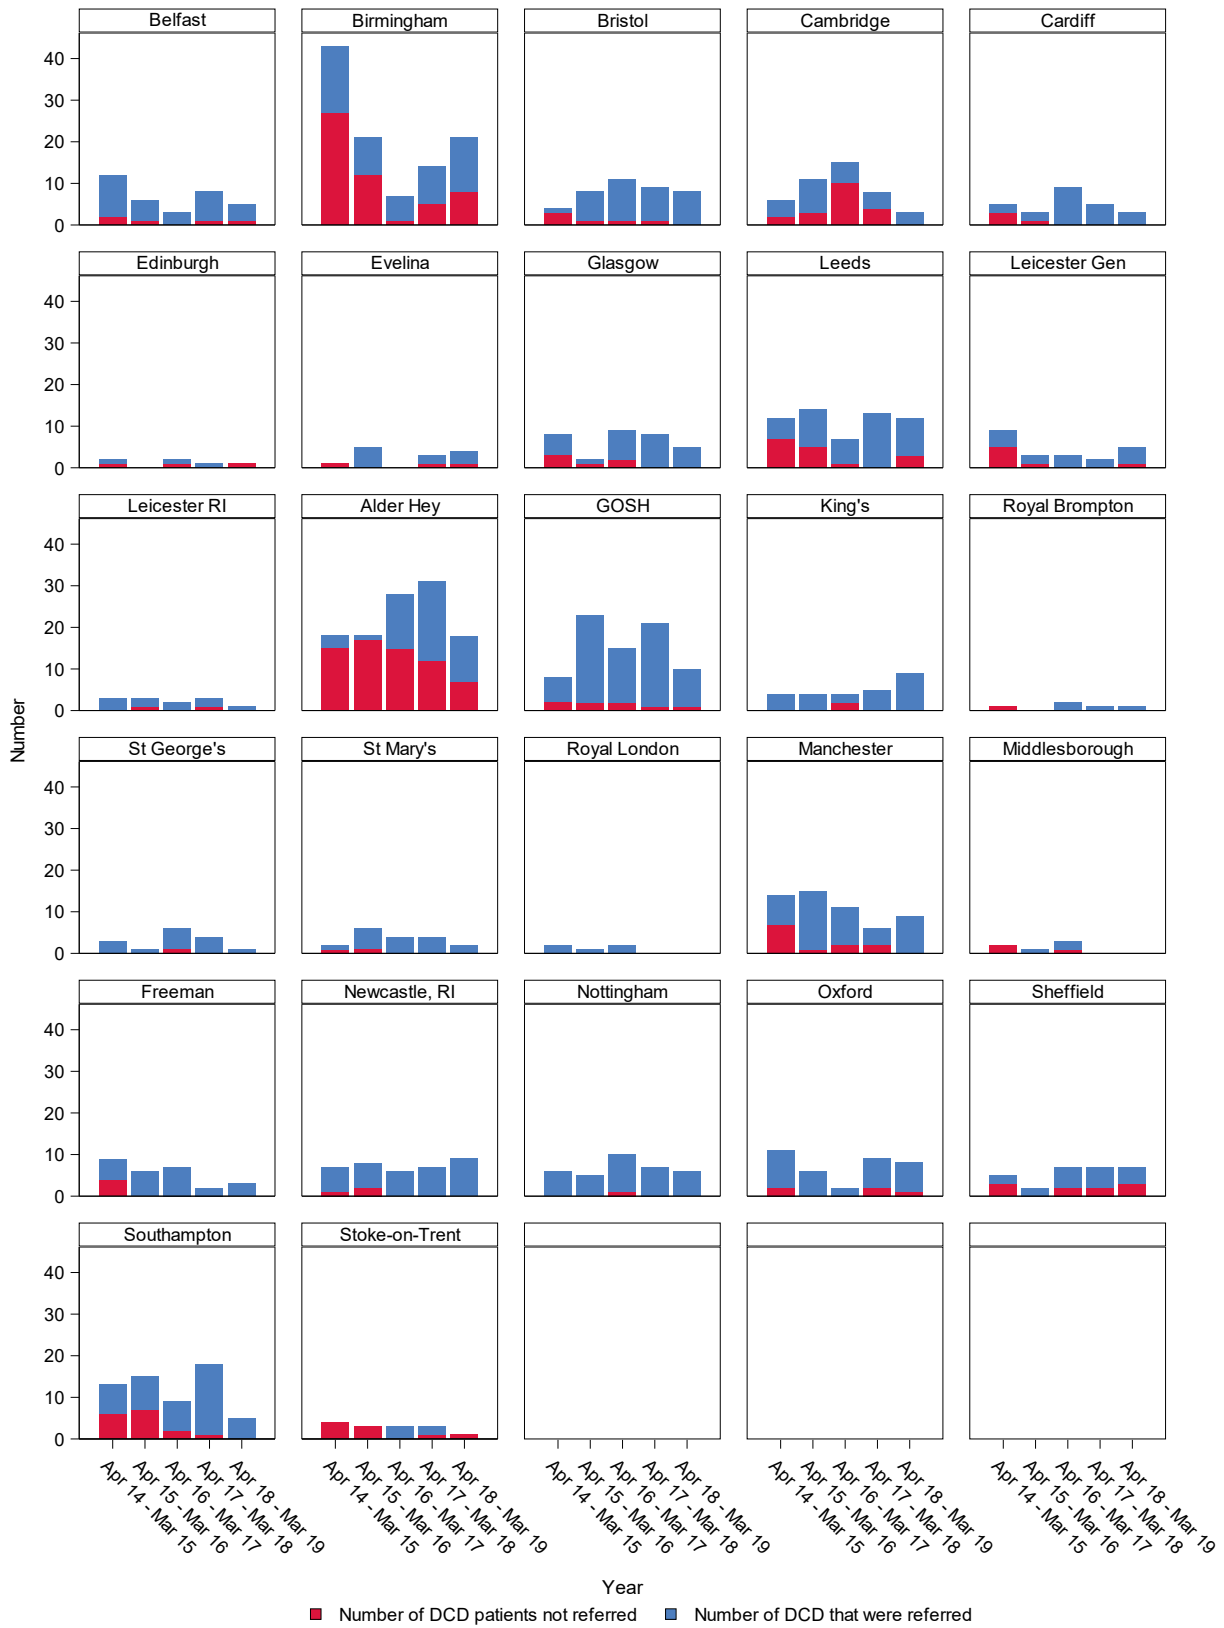 Belfast Birmingham Bristol Cambridge Cardiff
40
30
20
10
0
Edinburgh Evelina Glasgow Leeds Leicester Gen
40
30
20
10
0
Leicester RI Alder Hey GOSH King's Royal Brompton
40
30
20
10
0
Number
St George's St Mary's Royal London Manchester Middlesborough
40
30
20
10
0
Freeman Newcastle, RI Nottingham Oxford Sheffield
40
30
20
10
0
Southampton Stoke-on-Trent
40
30
20
10
0
Apr 14 - Mar 15
Apr 15 - Mar 16
Apr 16 - Mar 17
Apr 17 - Mar 18
Apr 18 - Mar 19
Apr 14 - Mar 15
Apr 15 - Mar 16
Apr 16 - Mar 17
Apr 17 - Mar 18
Apr 18 - Mar 19
Apr 14 - Mar 15
Apr 15 - Mar 16
Apr 16 - Mar 17
Apr 17 - Mar 18
Apr 18 - Mar 19
Apr 14 - Mar 15
Apr 15 - Mar 16
Apr 16 - Mar 17
Apr 17 - Mar 18
Apr 18 - Mar 19
Apr 14 - Mar 15
Apr 15 - Mar 16
Apr 16 - Mar 17
Apr 17 - Mar 18
Apr 18 - Mar 19
Year
Number of DCD patients not referred Number of DCD that were referred